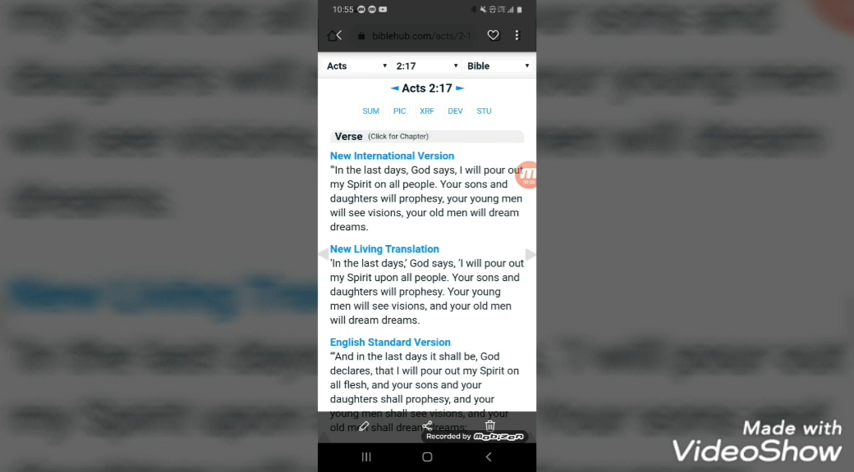 10:55
biblehub.com/acts/2-1
Acts 2:17 Bible
Acts 2:17
SUM PIC XRF DEV STU
Verse (Click for Chapter)
New International Version
"'In the last days, God says, I will pour out
my Spirit on all people. Your sons and
daughters will prophesy, your young men
will see visions, your old men will dream
dreams.
New Living Translation
'In the last days,' God says, 'I will pour out
my Spirit upon all people. Your sons and
daughters will prophesy. Your young
men will see visions, and your old men
will dream dreams.
English Standard Version
"'And in the last days it shall be, God
declares, that I will pour out my Spirit on
all flesh, and your sons and your
daughters shall prophesy, and your
young men shall see visions, and your
old men shall dream dreams;
Recorded by mobizen
Made with
VideoShow